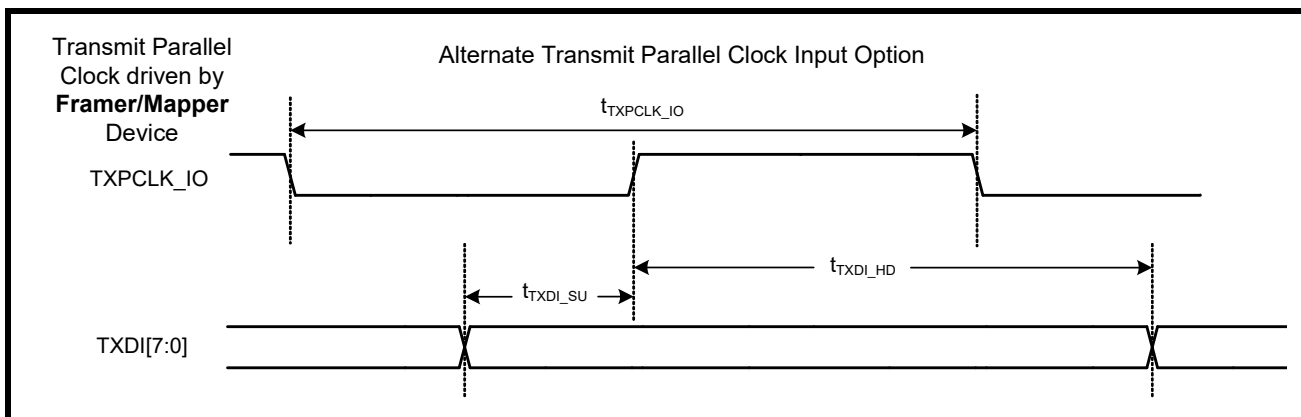 Transmit Parallel
Clock driven by
Framer/Mapper
Device
Alternate Transmit Parallel Clock Input Option
tTXPCLK_IO
TXPCLK_IO
tTXDI_HD
tTXDI_SU
TXDI[7:0]